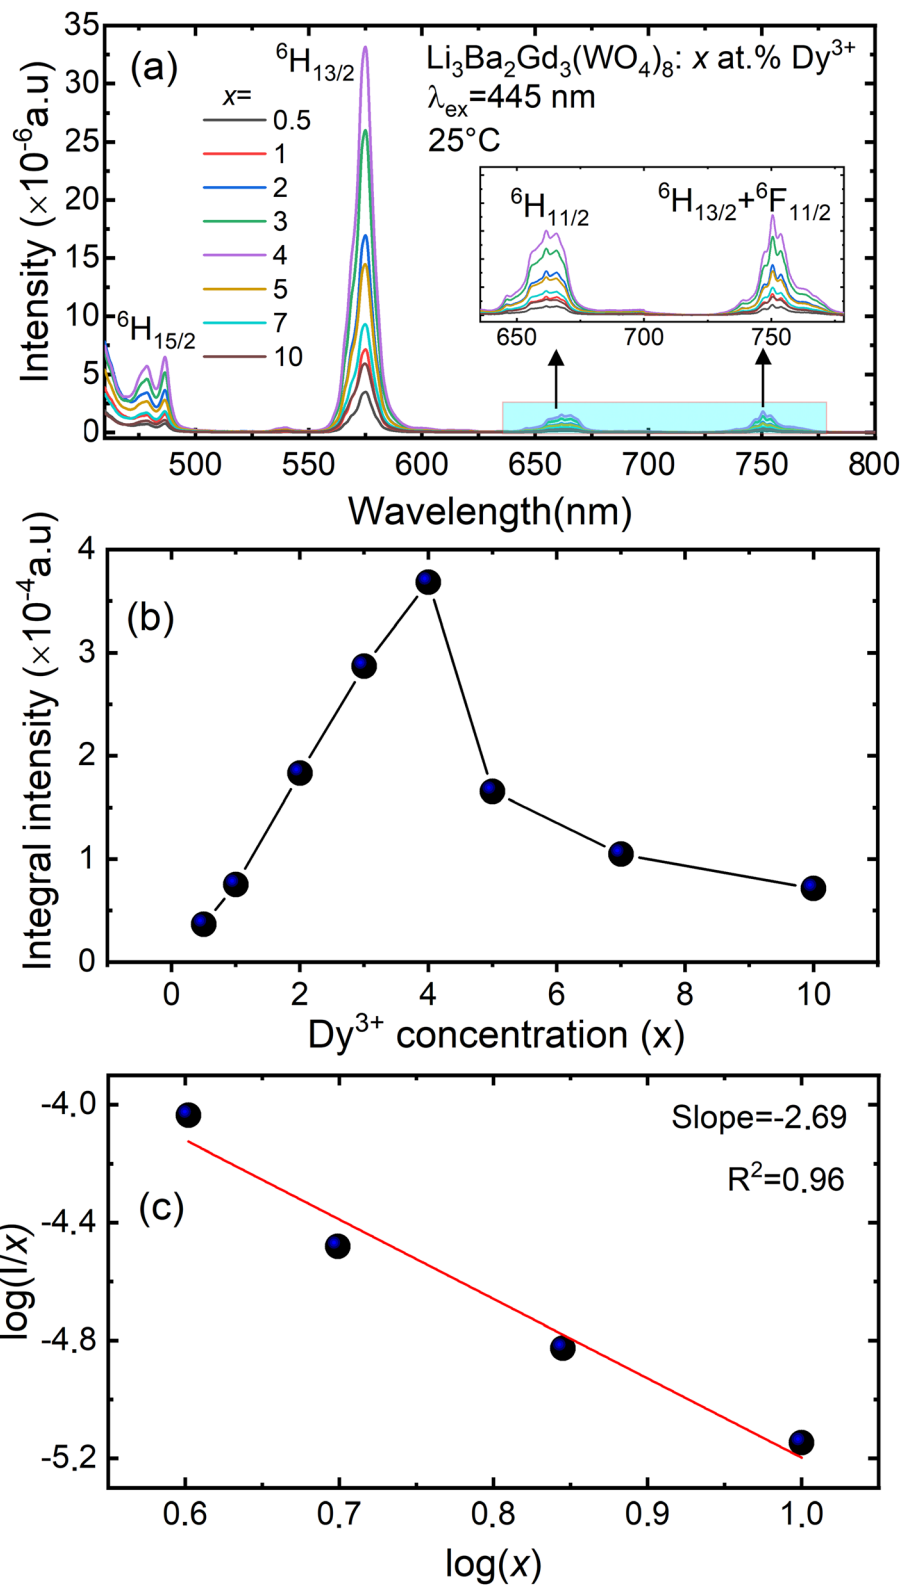 (a)
⁶H₁₃/₂
Li₃Ba₂Gd₃(WO₄)₈: x at.% Dy³⁺
λₑₓ=445 nm
25°C
x=
0.5
1
2
3
4
5
7
10
⁶H₁₅/₂
⁶H₁₁/₂
⁶H₁₃/₂+⁶F₁₁/₂
650
700
750
35
30
25
20
15
10
5
0
Intensity (×10⁻⁶a.u)
500
550
600
650
700
750
800
Wavelength(nm)
(b)
4
3
2
1
0
Integral intensity (×10⁻⁴a.u)
0
2
4
6
8
10
Dy³⁺ concentration (x)
(c)
Slope=-2.69
R²=0.96
-4.0
-4.4
-4.8
-5.2
log(I/x)
0.6
0.7
0.8
0.9
1.0
log(x)